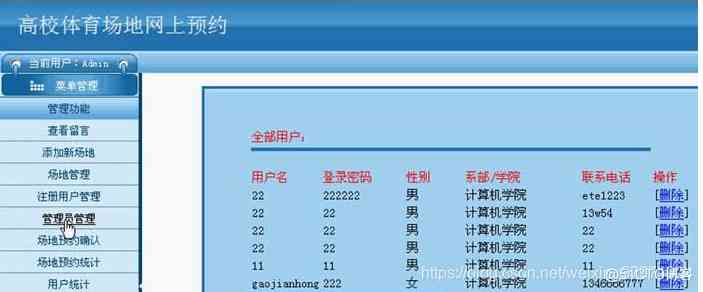 高校体育场地网上预约
当前用户：Admin
菜单管理
管理功能
查看留言
添加新场地
场地管理
注册用户管理
管理员管理
场地预约确认
场地预约统计
用户统计
全部用户：
用户名 登录密码 性别 系部/学院 联系电话 操作
22 222222 男 计算机学院 ete1223 [删除]
22 22 男 计算机学院 13w54 [删除]
22 22 男 计算机学院 22 [删除]
22 22 男 计算机学院 22 [删除]
11 11 男 计算机学院 11 [删除]
gaojianhong 222 女 计算机学院 [删除]